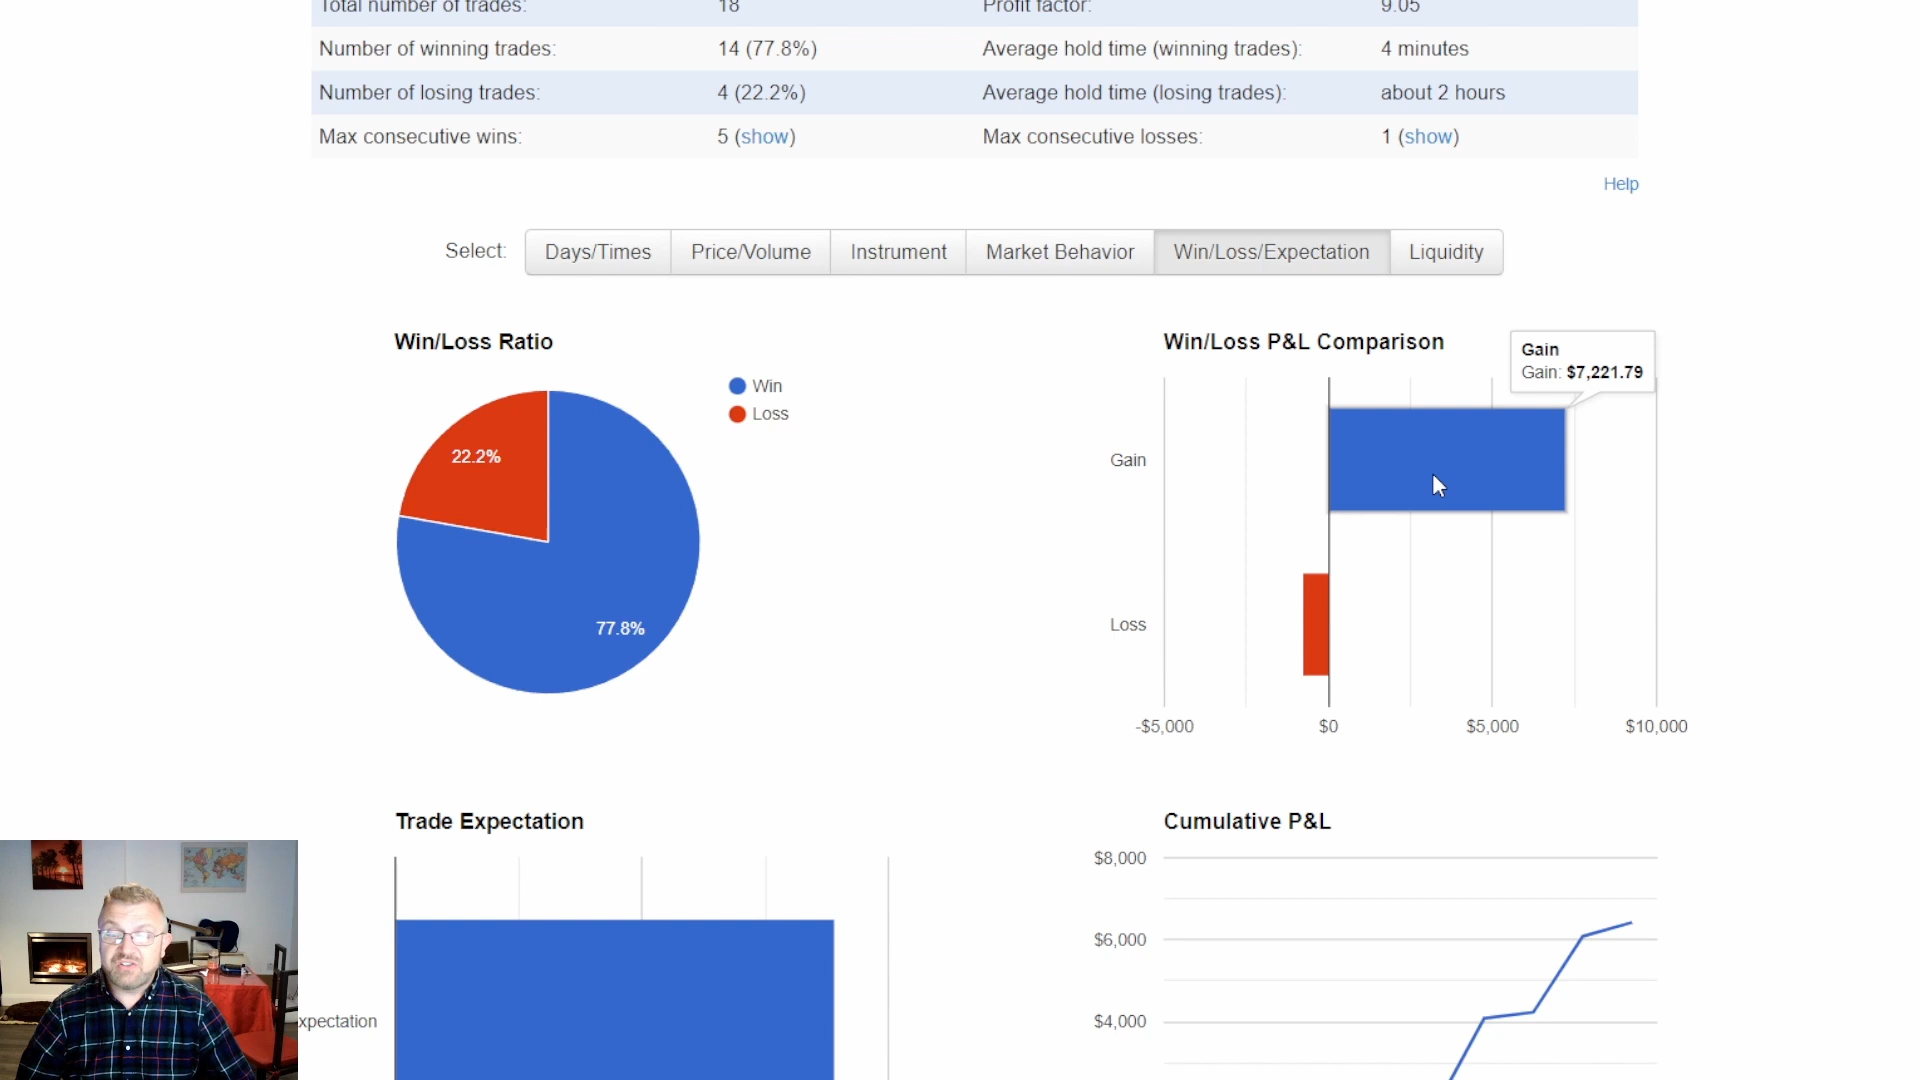 Total number of trades: 18 Profit factor: 9.05
Number of winning trades: 14 (77.8%) Average hold time (winning trades): 4 minutes
Number of losing trades: 4 (22.2%) Average hold time (losing trades): about 2 hours
Max consecutive wins: 5 (show) Max consecutive losses: 1 (show)
Help
Select: Days/Times Price/Volume Instrument Market Behavior Win/Loss/Expectation Liquidity
Win/Loss Ratio
Win
Loss
22.2%
77.8%
Win/Loss P&L Comparison
Gain
Gain: $7,221.79
Gain
Loss
-$5,000 $0 $5,000 $10,000
Trade Expectation
xpectation
Cumulative P&L
$8,000
$6,000
$4,000